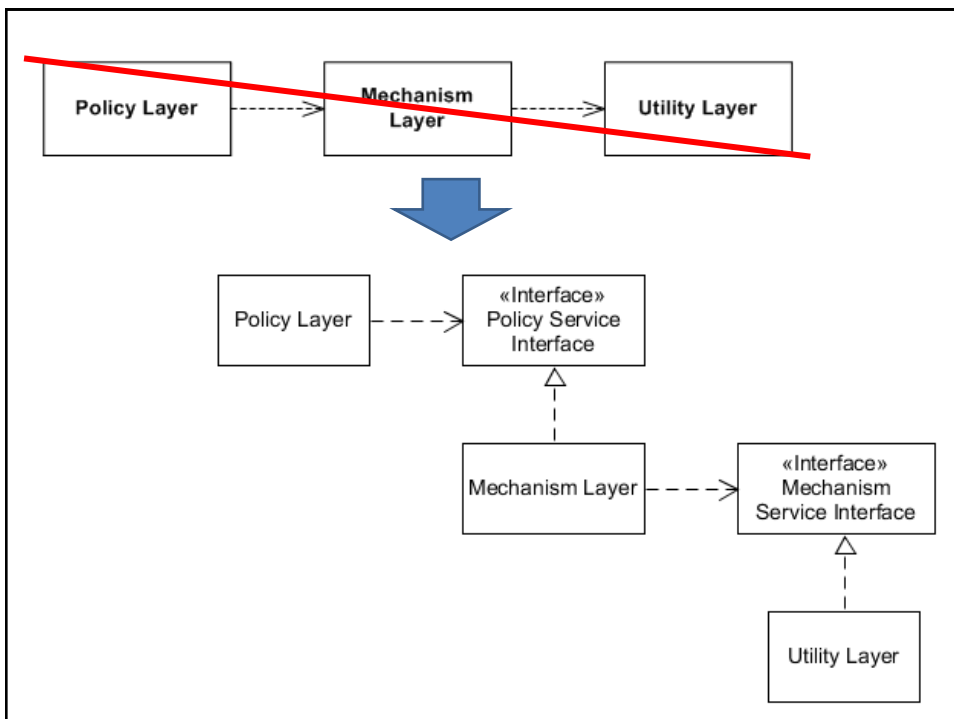 Policy Layer
Mechanism
Layer
Utility Layer
Policy Layer
«Interface»
Policy Service
Interface
Mechanism Layer
«Interface»
Mechanism
Service Interface
Utility Layer